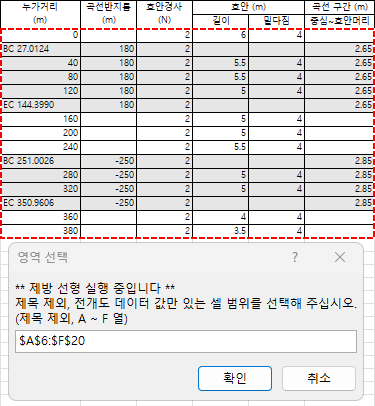 누가거리 곡선반지름 호안경사 호안 (m) 곡선 구간 (m)
(m) (m) (N) 길이 밑다짐 중심~호안머리
0 2 6 4
BC 27.0124 180 2 2.65
40 180 2 5.5 4 2.65
80 180 2 5.5 4 2.65
120 180 2 5 4 2.65
EC 144.3990 180 2 2.65
160 2 5 4
200 2 5 4
240 2 5.5 4
BC 251.0026 -250 2 2.85
280 -250 2 5 4 2.85
320 -250 2 5 4 2.85
EC 350.9606 -250 2 2.85
360 2 4 4
380 2 3.5 4
영역 선택 ? ×
** 제방 선형 실행 중입니다 **
제목 제외, 전개도 데이터 값만 있는 셀 범위를 선택해 주십시오.
(제목 제외, A ~ F 열)
$A$6:$F$20
확인 취소